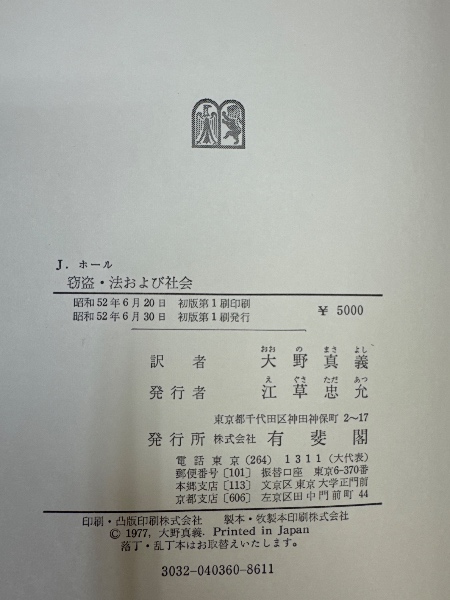 J. ホール
窃盗・法および社会
昭和52年6月20日 初版第1刷印刷
昭和52年6月30日 初版第1刷発行
¥ 5000
おお の まさ よし
訳者 大野真義
え ぐさ ただ あつ
発行者 江草忠允
東京都千代田区神田神保町 2〜17
発行所 株式会社 有斐閣
電話 東京 (264) 1311 (大代表)
郵便番号〔101〕振替口座 東京6-370番
本郷支店〔113〕文京区東京大学正門前
京都支店〔606〕左京区田中門前町 44
印刷・凸版印刷株式会社 製本・牧製本印刷株式会社
© 1977, 大野真義. Printed in Japan
落丁・乱丁本はお取替えいたします。
3032-040360-8611